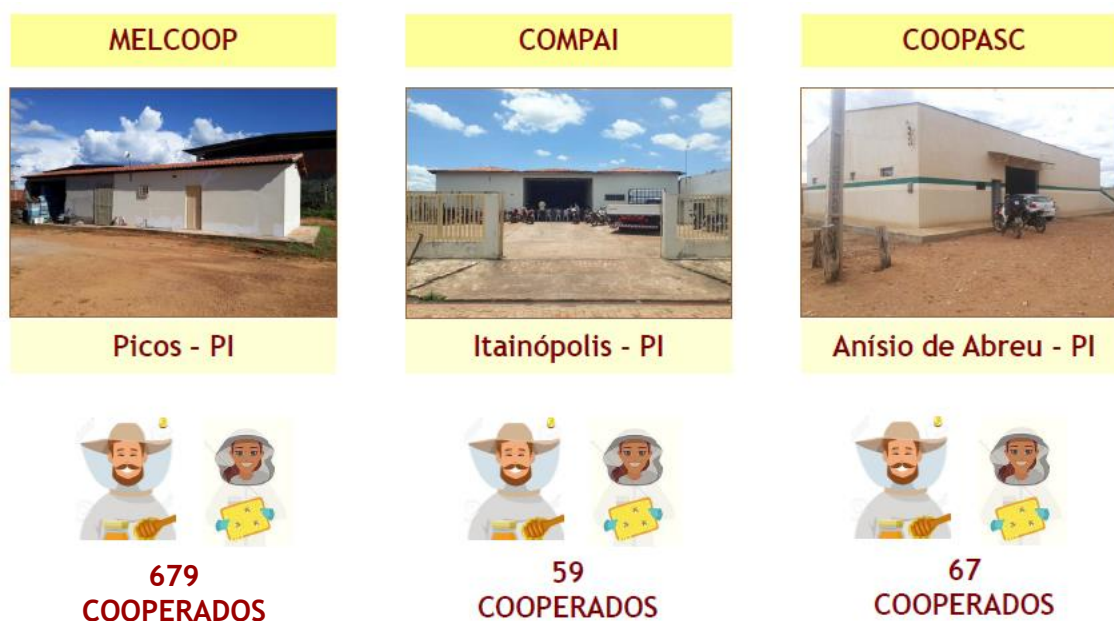 MELCOOP
COMPAI
COOPASC
Picos - PI
Itainópolis - PI
Anísio de Abreu - PI
679
COOPERADOS
59
COOPERADOS
67
COOPERADOS